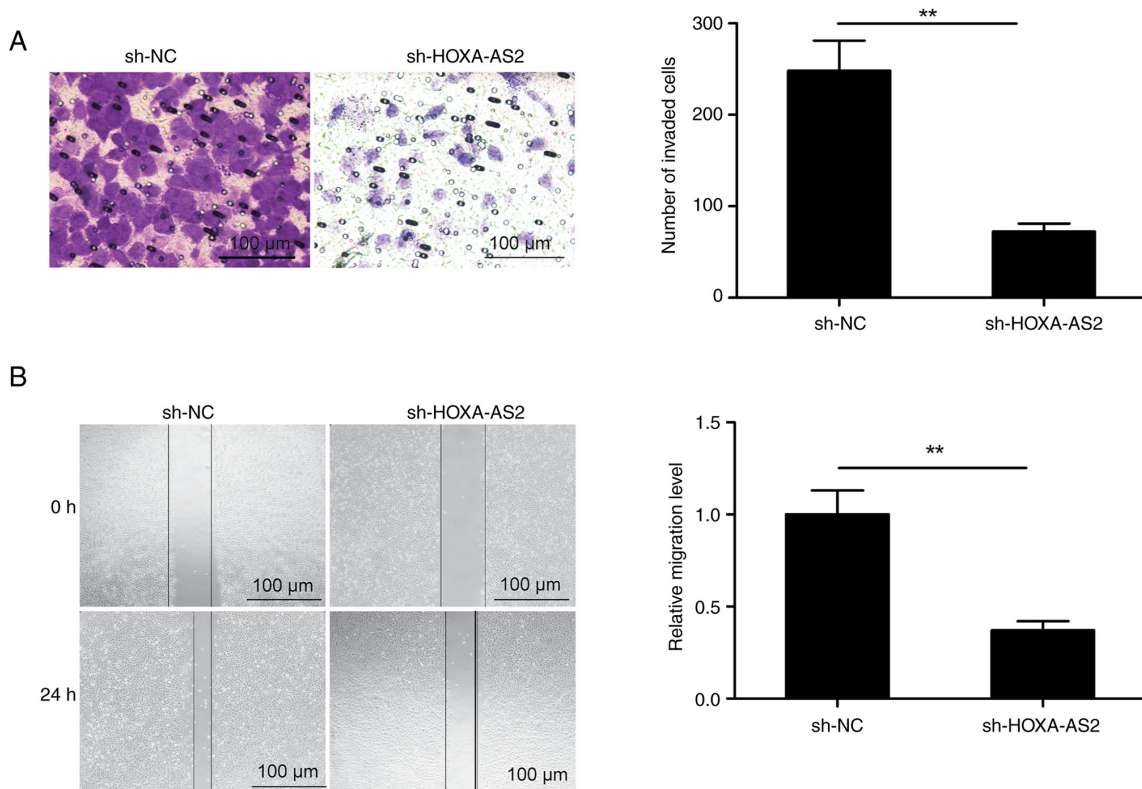 A
sh-NC
sh-HOXA-AS2
100 µm
100 µm
Number of invaded cells
300
200
100
0
**
sh-NC
sh-HOXA-AS2
B
sh-NC
sh-HOXA-AS2
0 h
100 µm
100 µm
24 h
100 µm
100 µm
Relative migration level
1.5
1.0
0.5
0.0
**
sh-NC
sh-HOXA-AS2